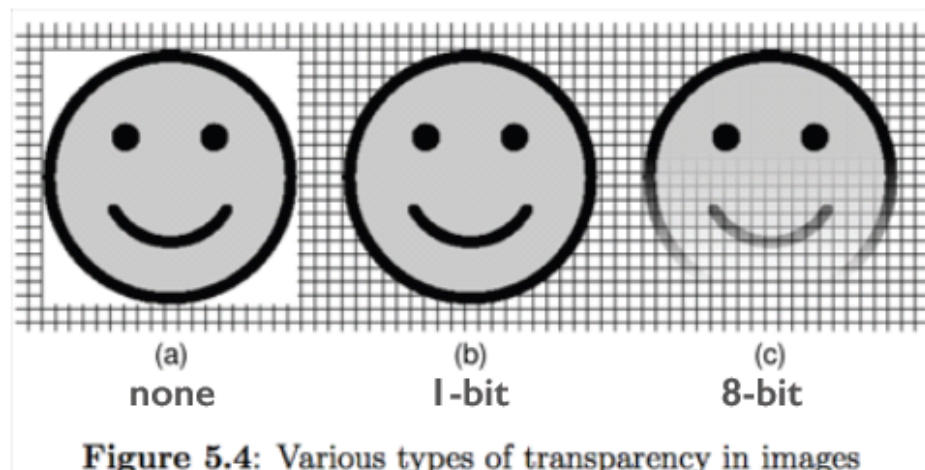 (a) (b) (c)
none 1-bit 8-bit
Figure 5.4: Various types of transparency in images